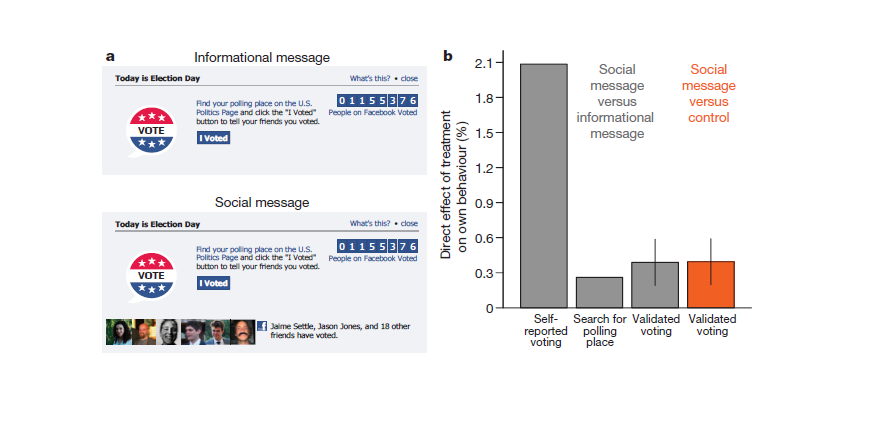 a
Informational message
Today is Election Day
What's this? • close
VOTE
Find your polling place on the U.S.
Politics Page and click the "I Voted"
button to tell your friends you voted.
I Voted
0 1 1 5 5 3 7 6
People on Facebook Voted
Social message
Today is Election Day
What's this? • close
VOTE
Find your polling place on the U.S.
Politics Page and click the "I Voted"
button to tell your friends you voted.
I Voted
0 1 1 5 5 3 7 6
People on Facebook Voted
f
Jaime Settle, Jason Jones, and 18 other
friends have voted.
b
Direct effect of treatment
on own behaviour (%)
2.1
1.8
1.5
1.2
0.9
0.6
0.3
0
Social
message
versus
informational
message
Social
message
versus
control
Self-
reported
voting
Search for
polling
place
Validated
voting
Validated
voting